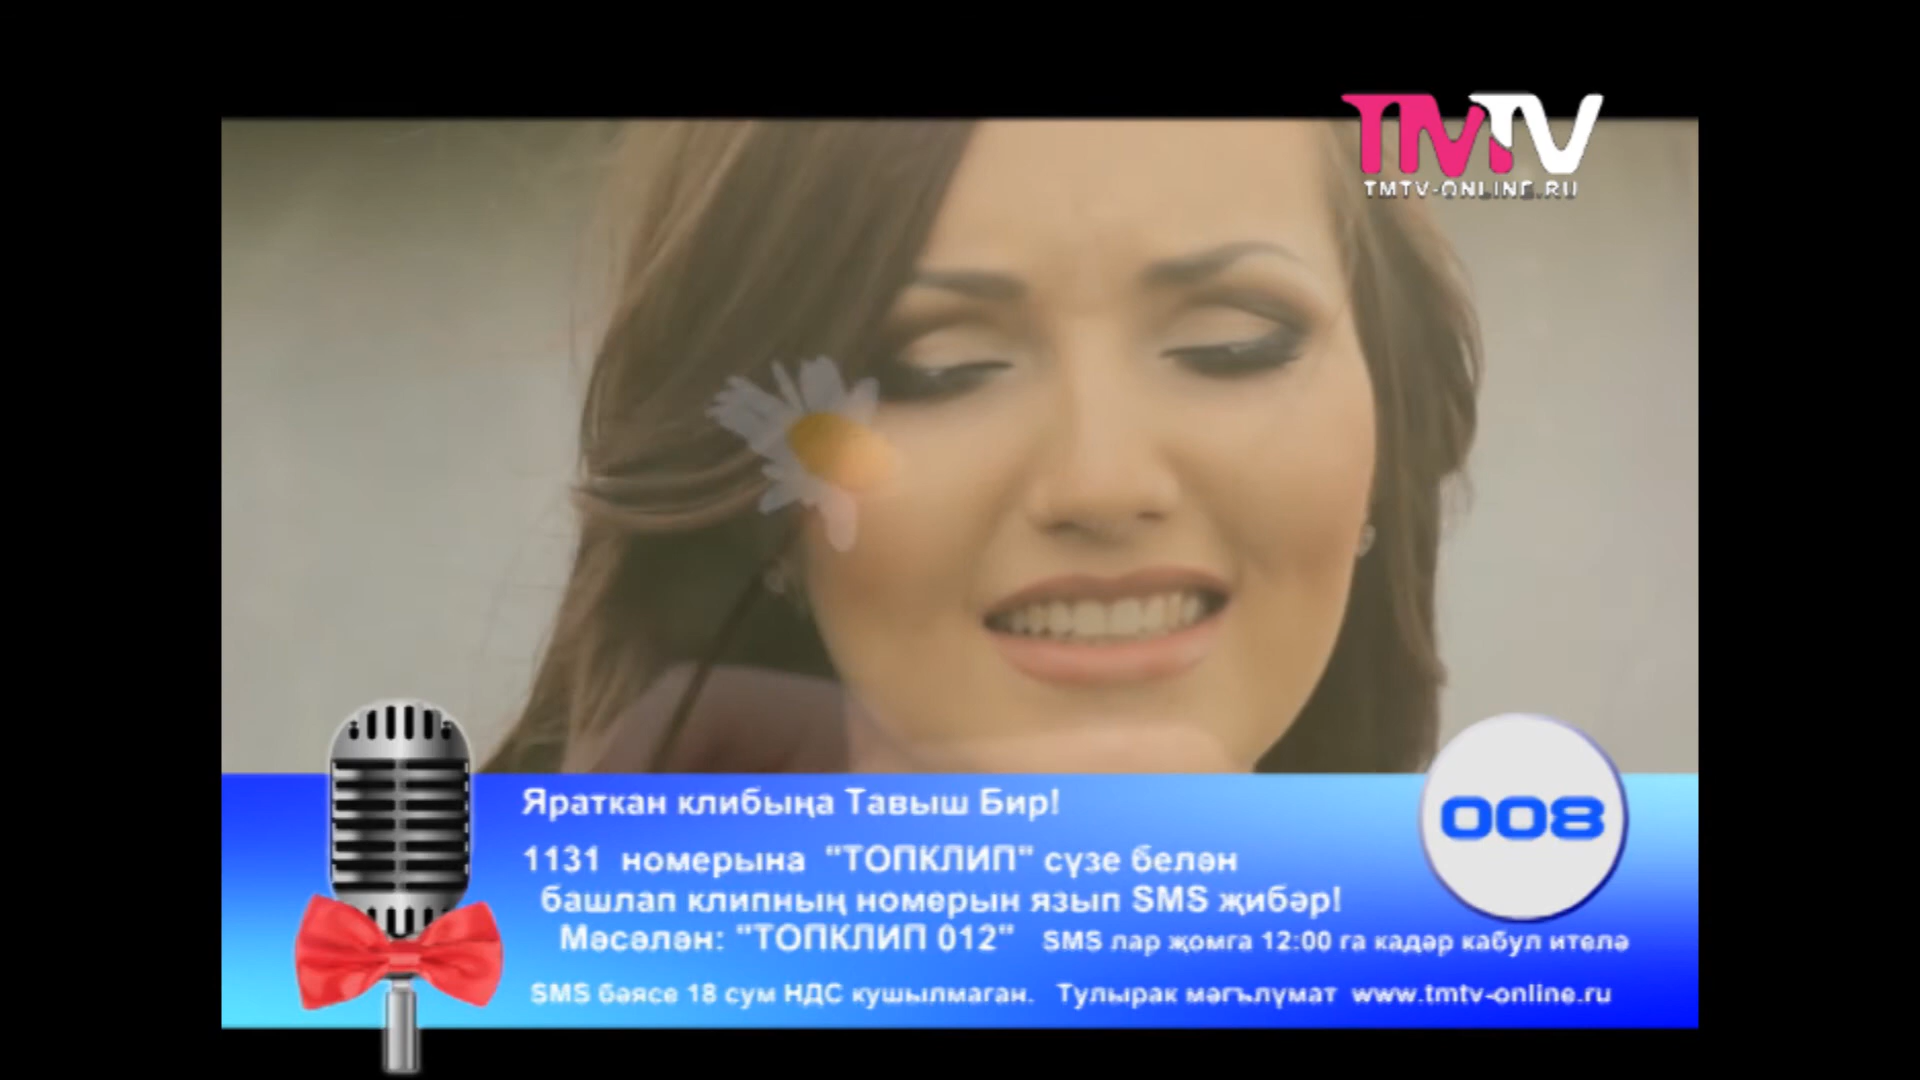 TMTV
TMTV-ONLINE.RU
Яраткан клибыңа Тавыш Бир!
008
1131 номерына "ТОПКЛИП" сүзе белән
башлап клипның номерын язып SMS җибәр!
Мәсәлән: "ТОПКЛИП 012" SMS лар җомга 12:00 га кадәр кабул ителә
SMS бәясе 18 сум НДС кушылмаган. Тулырак мәгълүмат www.tmtv-online.ru